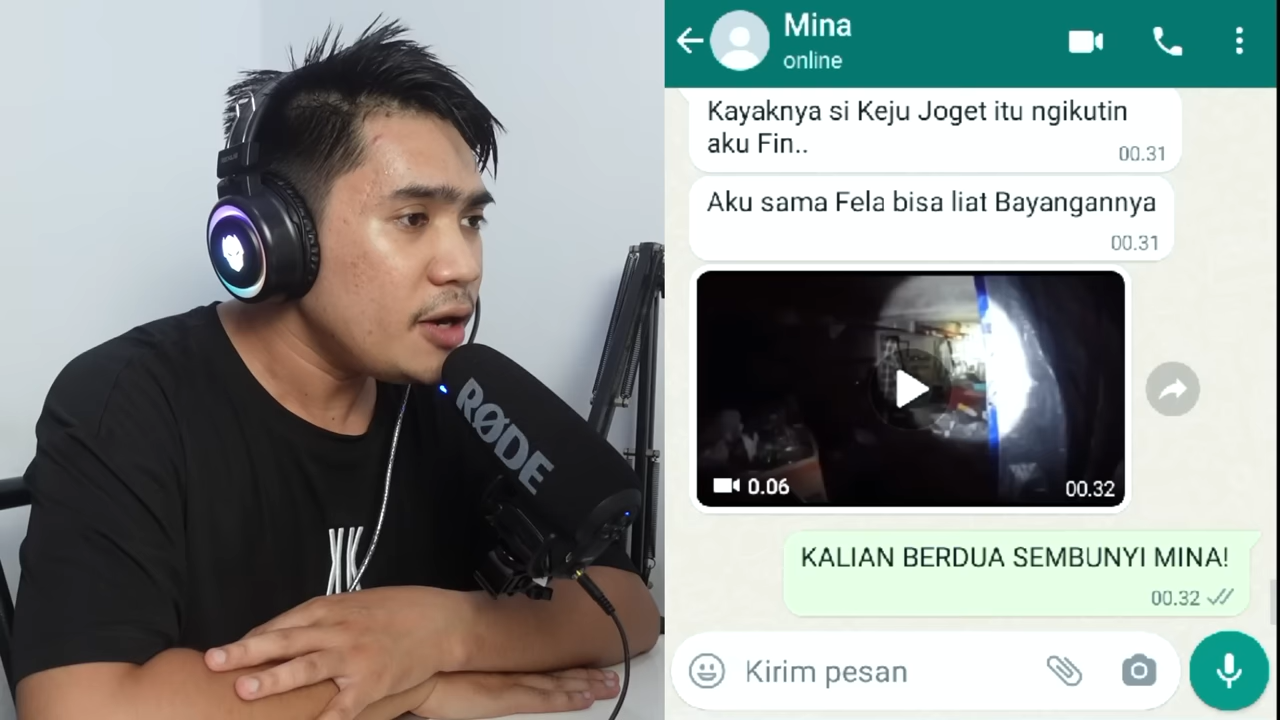 Mina
online
Kayaknya si Keju Joget itu ngikutin
aku Fin..
00.31
Aku sama Fela bisa liat Bayangannya
00.31
0.06
00.32
KALIAN BERDUA SEMBUNYI MINA!
00.32
Kirim pesan
RØDE